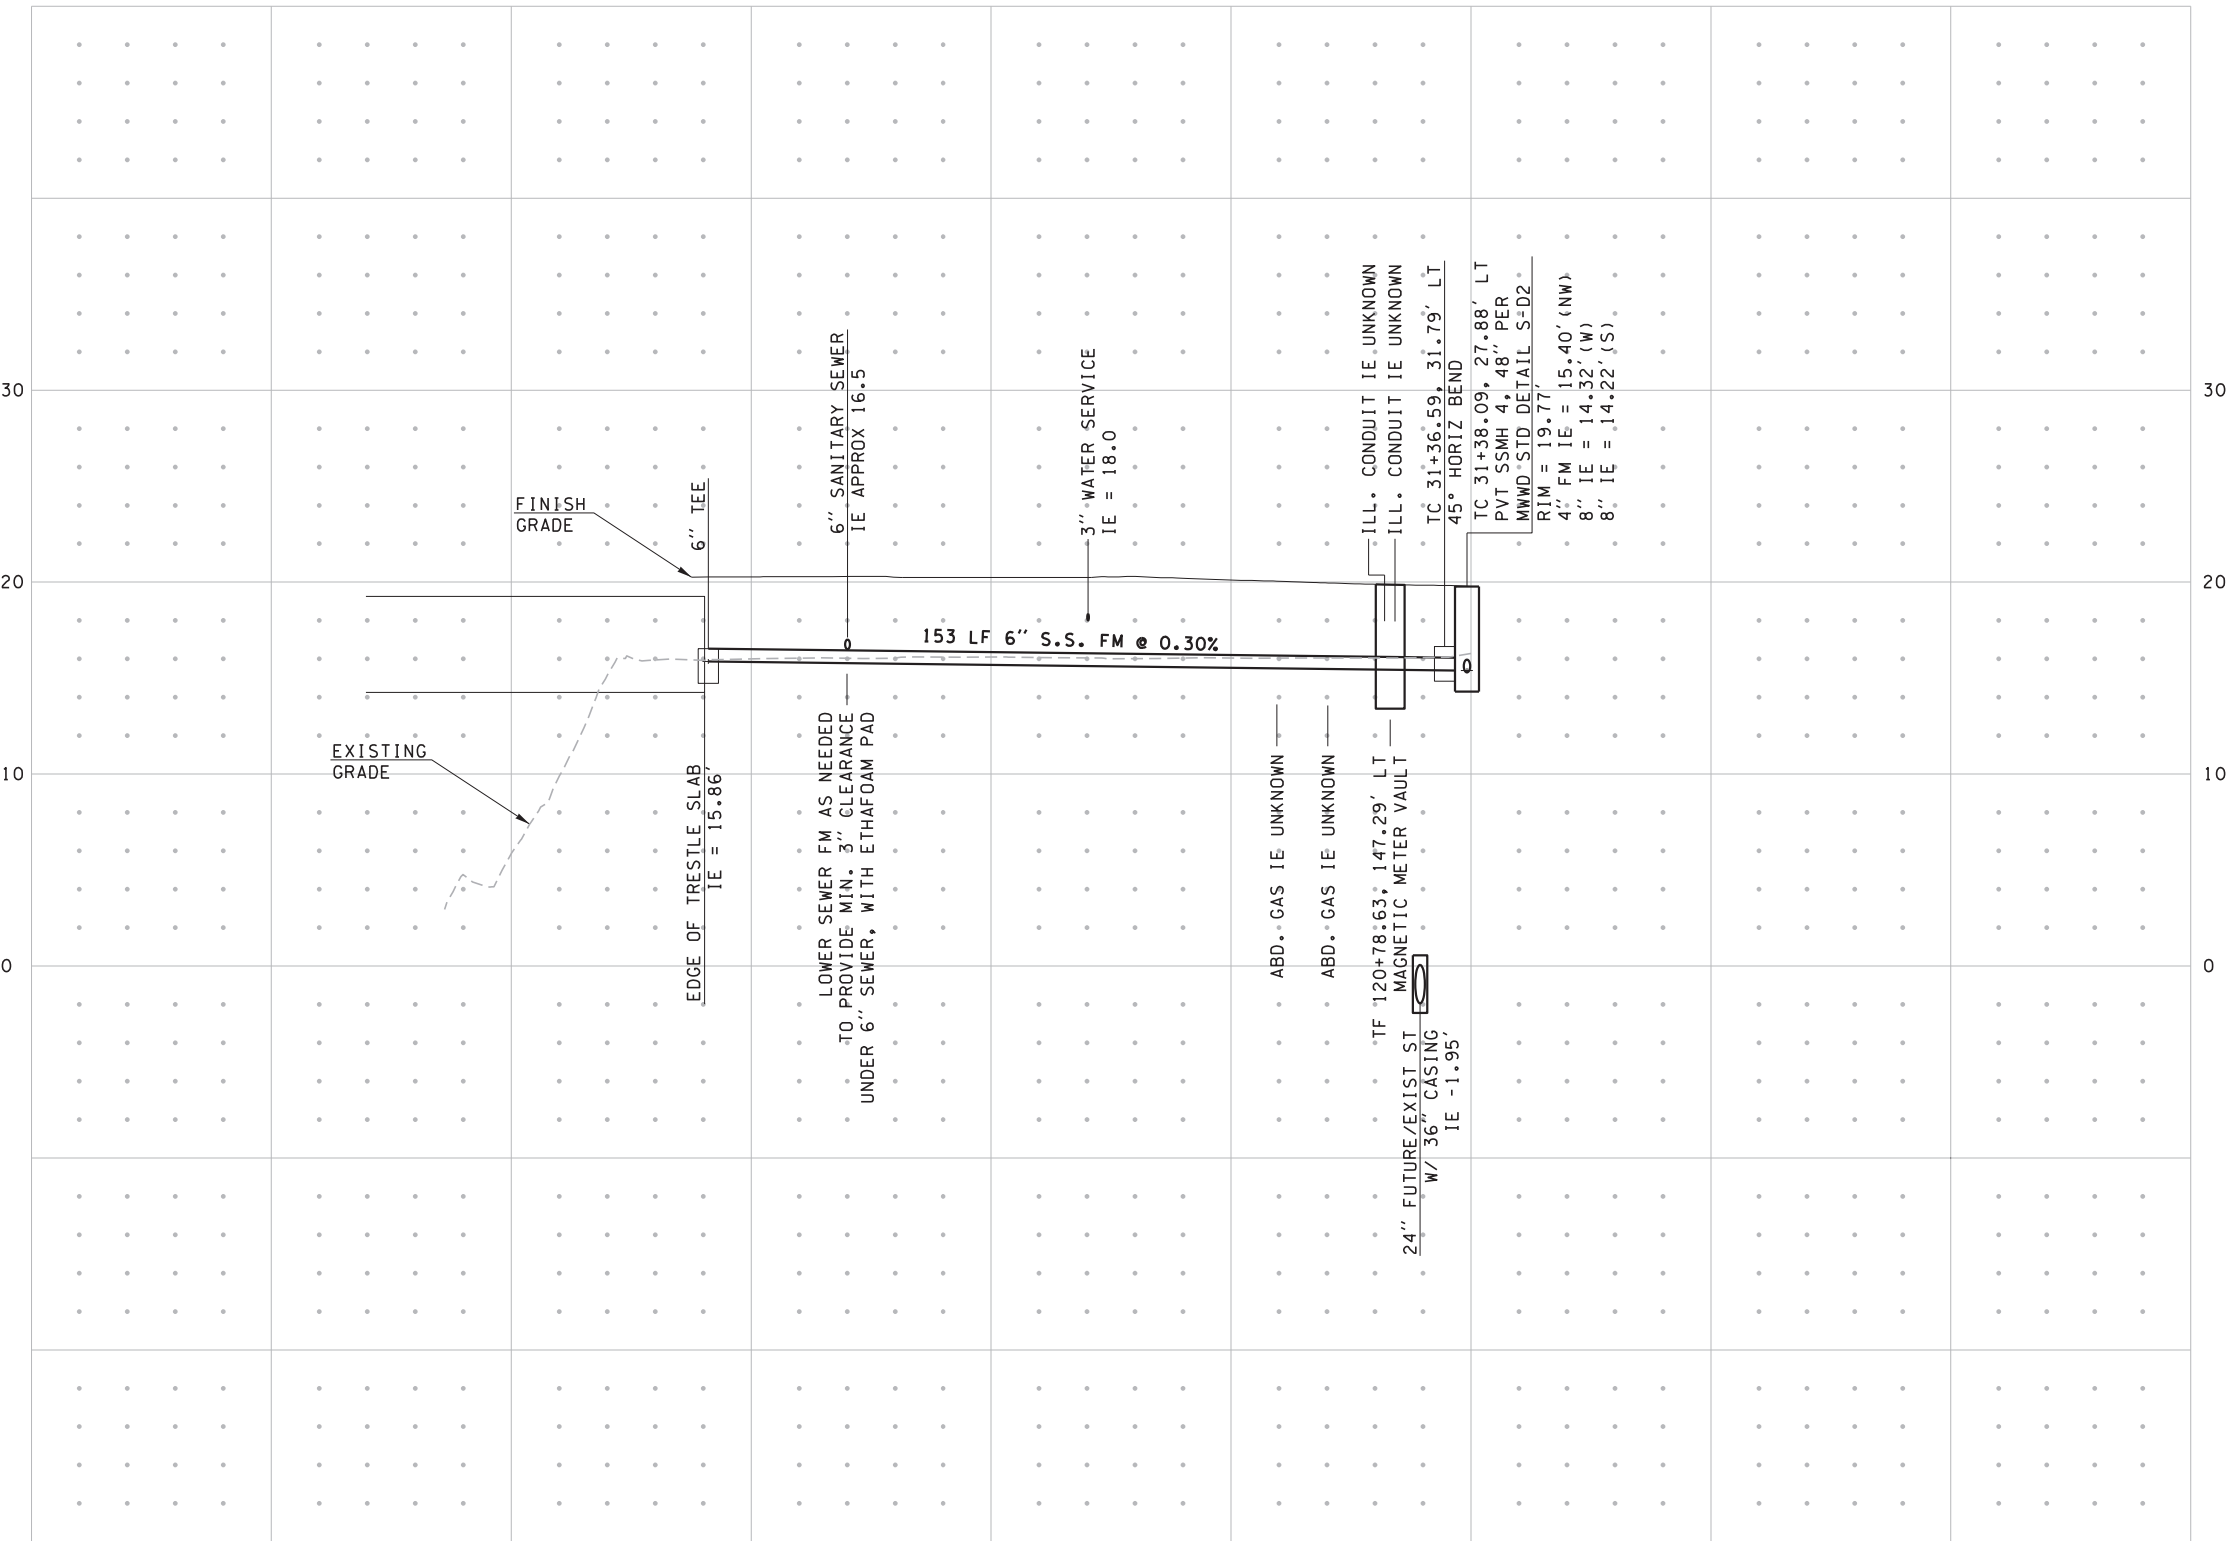 30
30
20
20
10
10
0
0
FINISH
GRADE
EXISTING
GRADE
6'' TEE
6'' SANITARY SEWER
IE APPROX 16.5
3'' WATER SERVICE
IE = 18.0
ILL. CONDUIT IE UNKNOWN
ILL. CONDUIT IE UNKNOWN
TC 31+36.59, 31.79' LT
45° HORIZ BEND
TC 31+38.09, 27.88' LT
PVT SSMH 4, 48'' PER
MWWD STD DETAIL S-D2
RIM = 19.77'
4'' FM IE = 15.40' (NW)
8'' IE = 14.32' (W)
8'' IE = 14.22' (S)
153 LF 6'' S.S. FM @ 0.30%
EDGE OF TRESTLE SLAB
IE = 15.86'
LOWER SEWER FM AS NEEDED
TO PROVIDE MIN. 3'' CLEARANCE
UNDER 6'' SEWER, WITH ETHAFOAM PAD
ABD. GAS IE UNKNOWN
ABD. GAS IE UNKNOWN
TF 120+78.63, 147.29' LT
MAGNETIC METER VAULT
24'' FUTURE/EXIST ST
W/ 36'' CASING
IE -1.95'